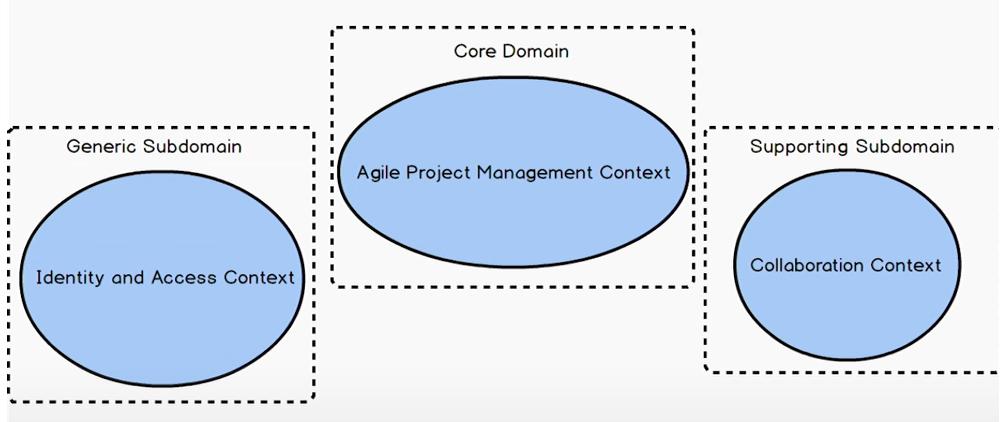 Core Domain
Agile Project Management Context
Generic Subdomain
Identity and Access Context
Supporting Subdomain
Collaboration Context